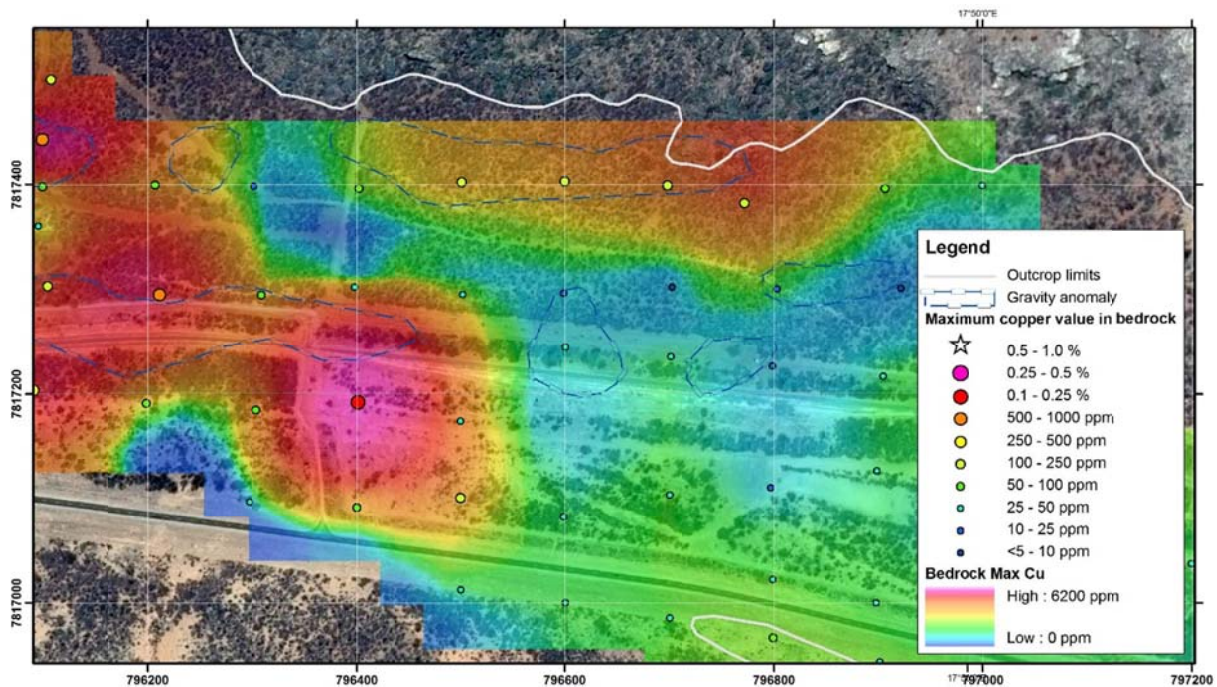 17°50'0"E
7817400
7817200
7817000
Legend
Outcrop limits
Gravity anomaly
Maximum copper value in bedrock
0.5 - 1.0 %
0.25 - 0.5 %
0.1 - 0.25 %
500 - 1000 ppm
250 - 500 ppm
100 - 250 ppm
50 - 100 ppm
25 - 50 ppm
10 - 25 ppm
<5 - 10 ppm
Bedrock Max Cu
High : 6200 ppm
Low : 0 ppm
796200
796400
796600
796800
797000
797200